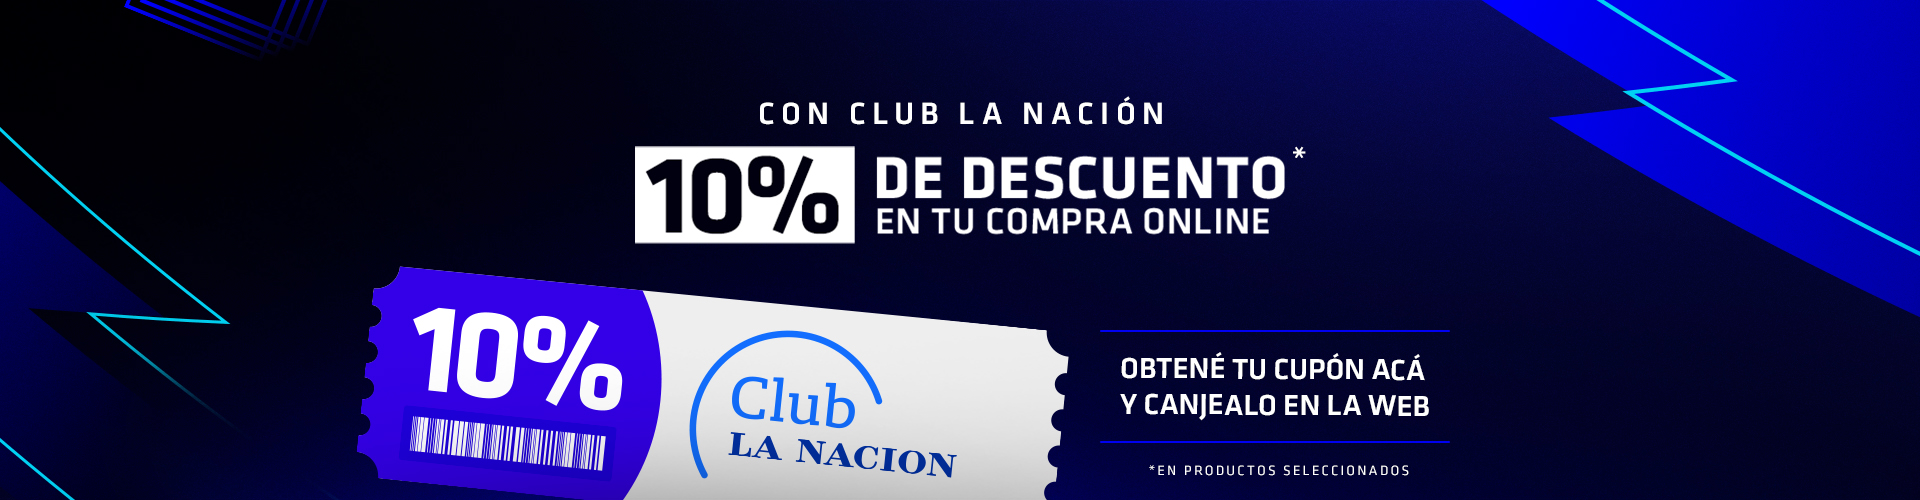 CON CLUB LA NACIÓN
10% DE DESCUENTO*
EN TU COMPRA ONLINE
10%
Club
LA NACION
OBTENÉ TU CUPÓN ACÁ
Y CANJEALO EN LA WEB
*EN PRODUCTOS SELECCIONADOS